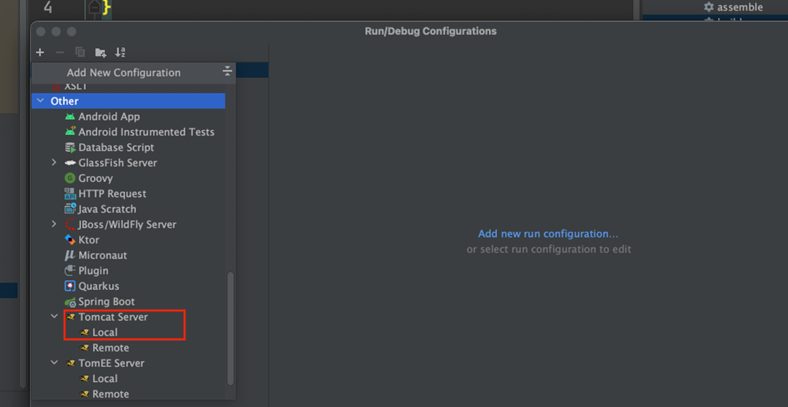 4
}
assemble
Run/Debug Configurations
Add New Configuration
XSLT
Other
Android App
Android Instrumented Tests
Database Script
GlassFish Server
Groovy
HTTP Request
Java Scratch
JBoss/WildFly Server
Ktor
Micronaut
Plugin
Quarkus
Spring Boot
Tomcat Server
Local
Remote
TomEE Server
Local
Remote
Add new run configuration...
or select run configuration to edit